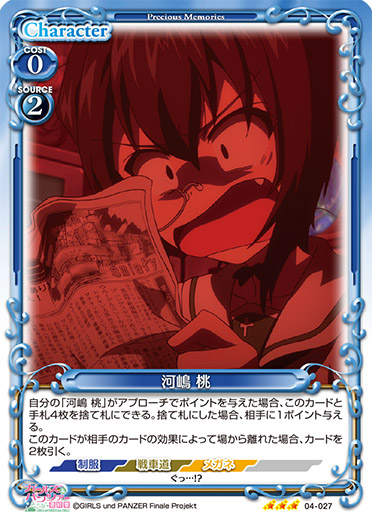 Precious Memories
Character
COST
0
SOURCE
2
河嶋 桃
自分の「河嶋 桃」がアプローチでポイントを与えた場合、このカードと
手札4枚を捨て札にできる。捨て札にした場合、相手に1ポイント与え
る。
このカードが相手のカードの効果によって場から離れた場合、カードを
2枚引く。
制服 戦車道 メガネ
ぐっ…!?
©GIRLS und PANZER Finale Projekt
04-027